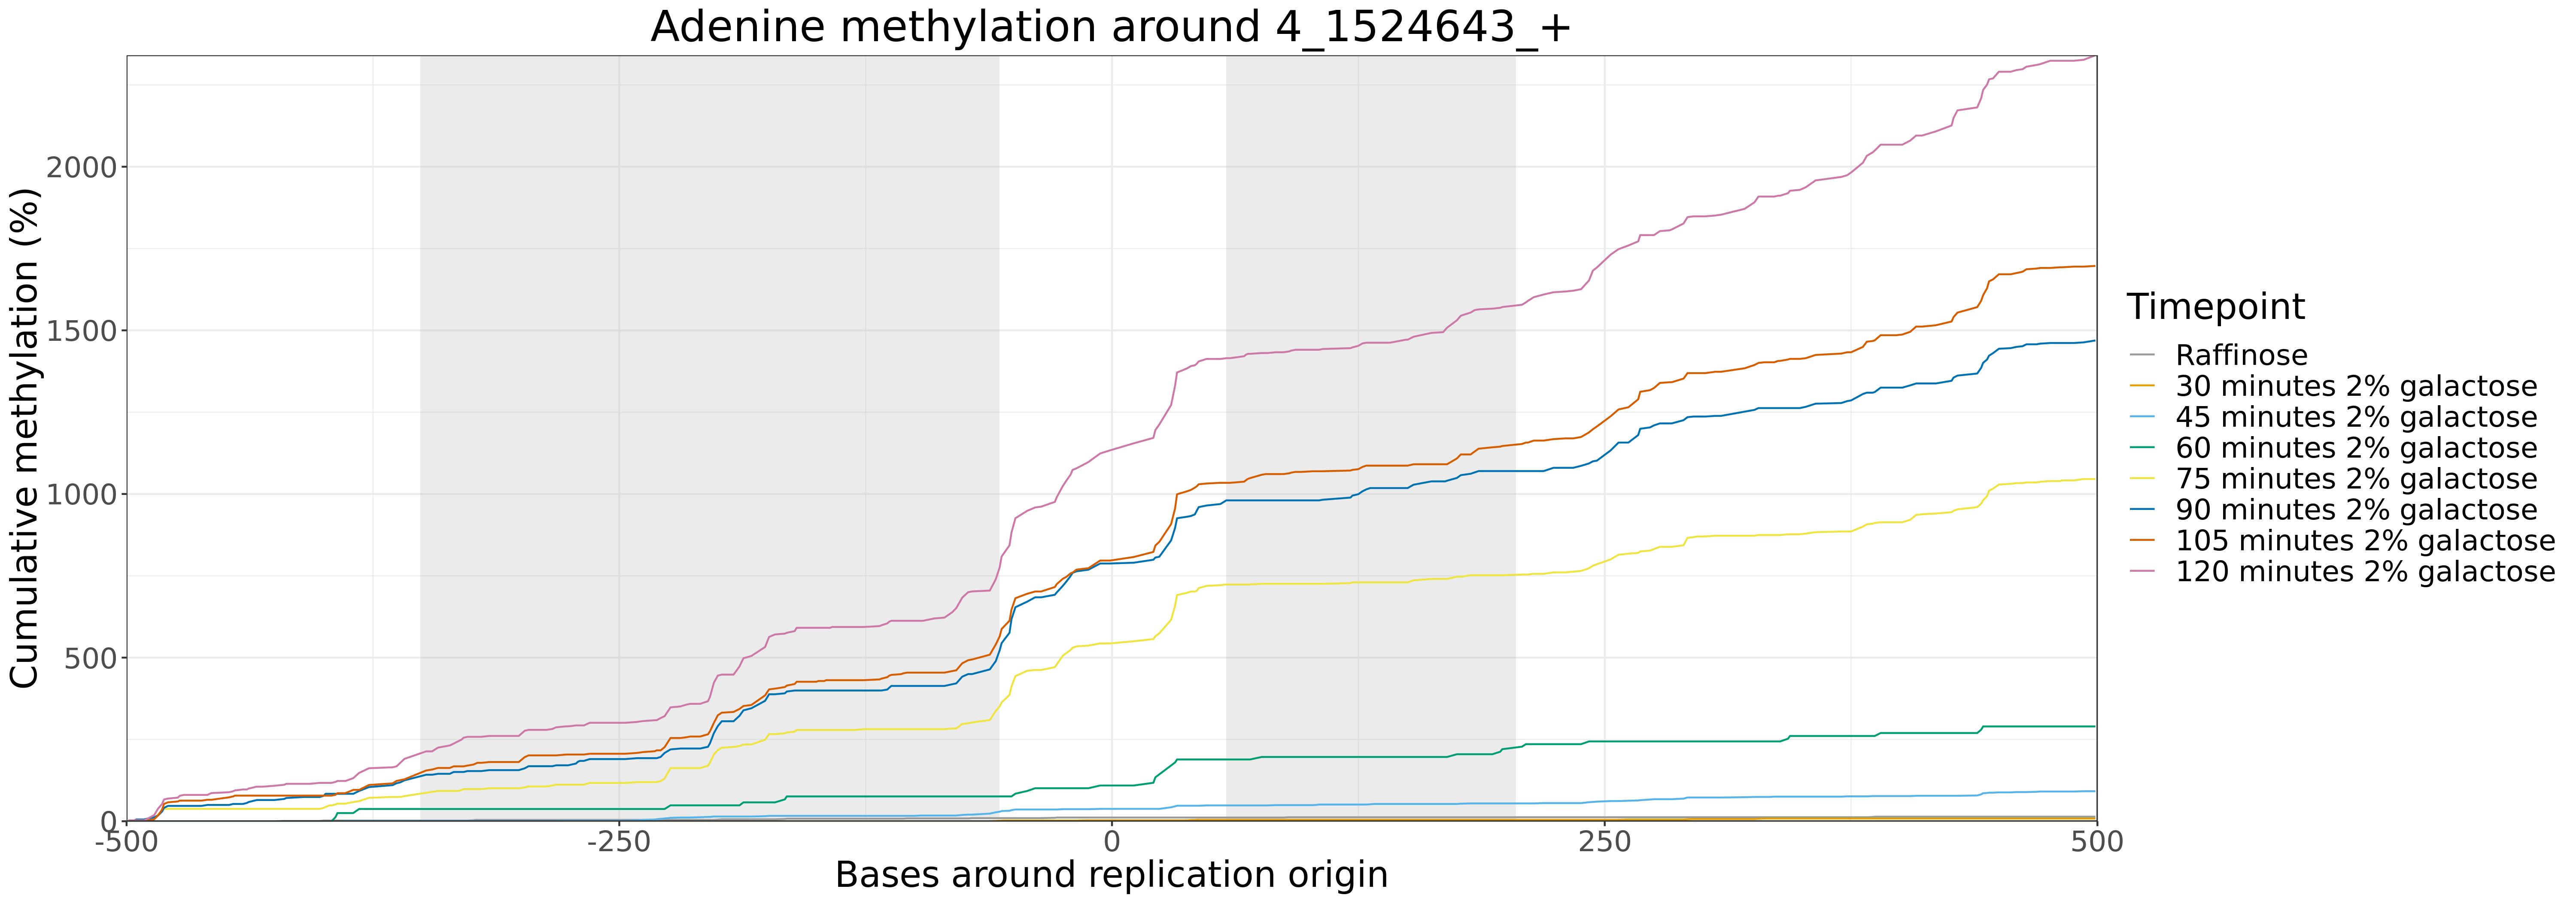 Adenine methylation around 4_1524643_+
Cumulative methylation (%)
2000
1500
1000
500
0
-500
-250
0
250
500
Bases around replication origin
Timepoint
Raffinose
30 minutes 2% galactose
45 minutes 2% galactose
60 minutes 2% galactose
75 minutes 2% galactose
90 minutes 2% galactose
105 minutes 2% galactose
120 minutes 2% galactose